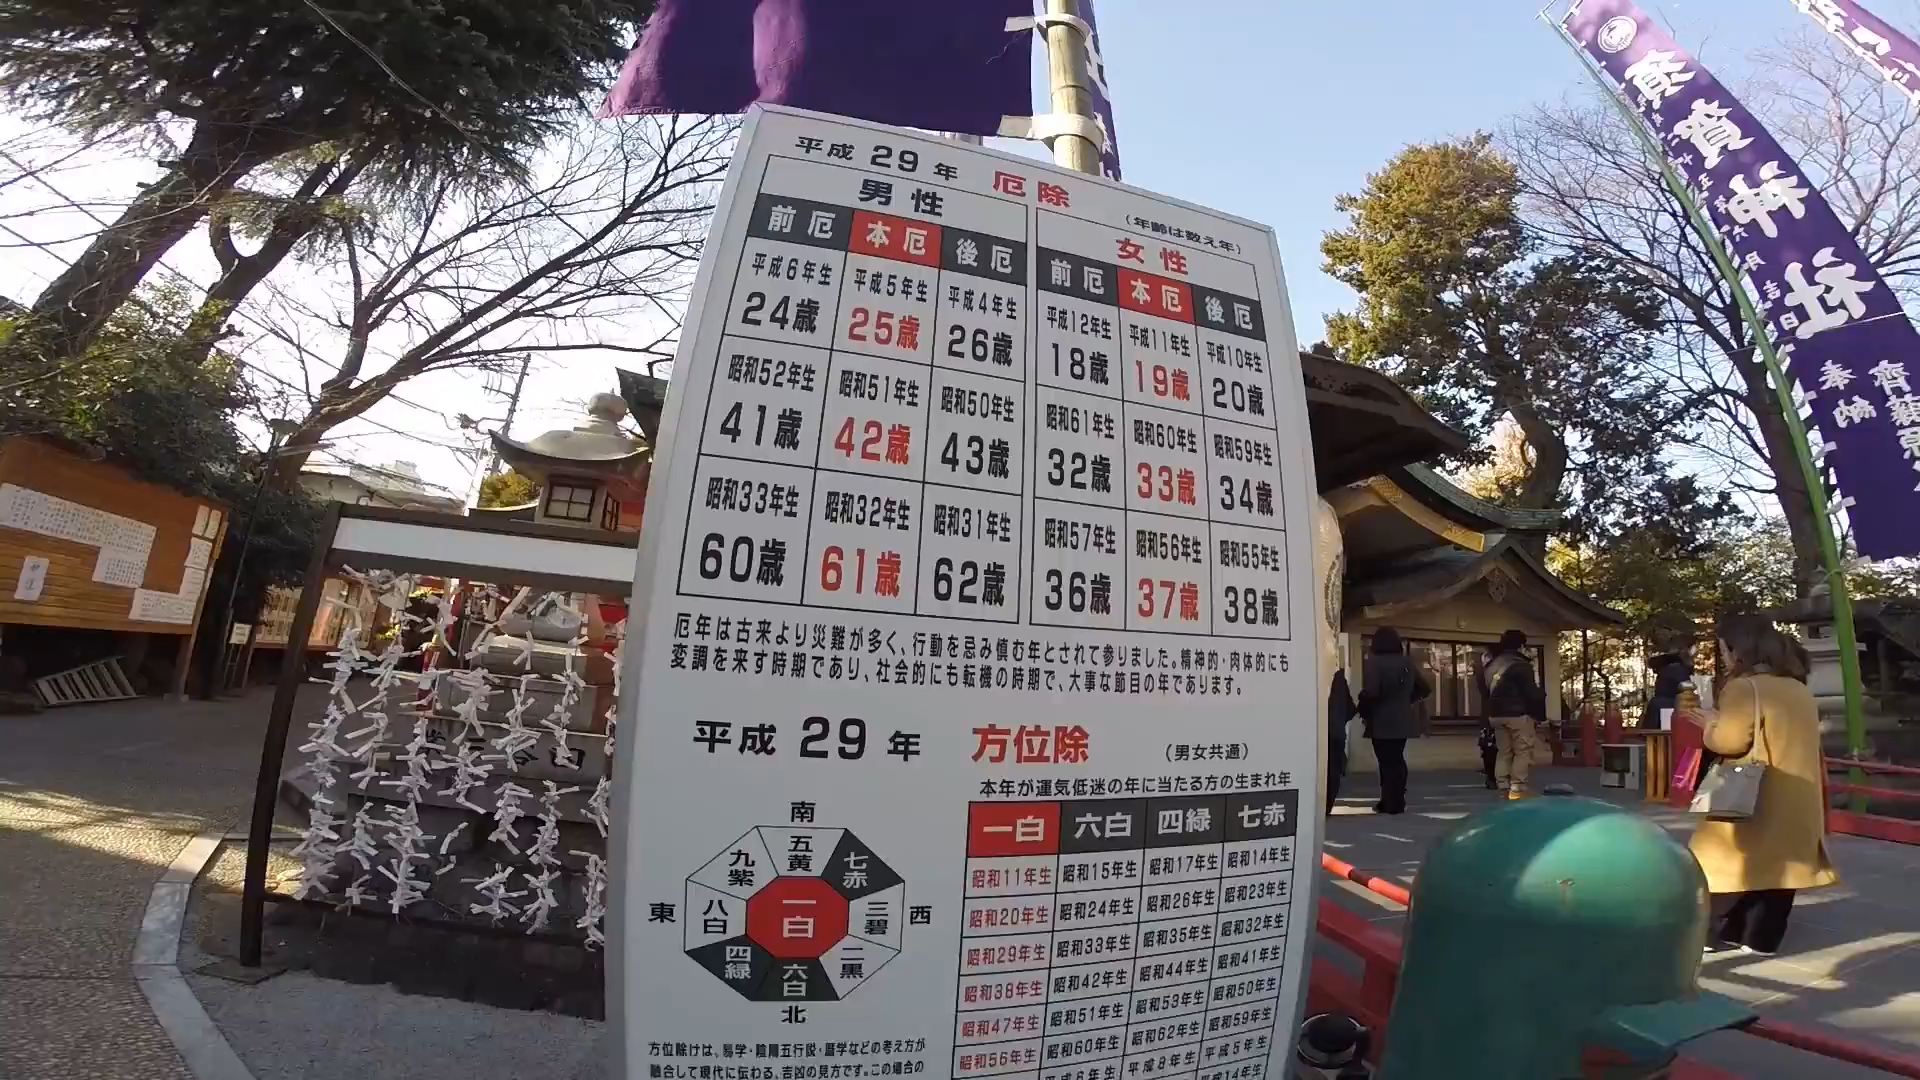 平成 29 年 厄除
(年齢は数え年)
男性
前厄 本厄 後厄
平成6年生 平成5年生 平成4年生
24歳 25歳 26歳
昭和52年生 昭和51年生 昭和50年生
41歳 42歳 43歳
昭和33年生 昭和32年生 昭和31年生
60歳 61歳 62歳
女性
前厄 本厄 後厄
平成12年生 平成11年生 平成10年生
18歳 19歳 20歳
昭和61年生 昭和60年生 昭和59年生
32歳 33歳 34歳
昭和57年生 昭和56年生 昭和55年生
36歳 37歳 38歳
厄年は古来より災難が多く、行動を忌み慎む年とされて参りました。精神的・肉体的にも
変調を来す時期であり、社会的にも転機の時期で、大事な節目の年であります。
平成 29 年 方位除 (男女共通)
南
五黄
九紫 七赤
東 八白 一白 三碧 西
四緑 二黒
六白
北
本年が運気低迷の年に当たる方の生まれ年
一白 六白 四緑 七赤
昭和11年生 昭和15年生 昭和17年生 昭和14年生
昭和20年生 昭和24年生 昭和26年生 昭和23年生
昭和29年生 昭和33年生 昭和35年生 昭和32年生
昭和38年生 昭和42年生 昭和44年生 昭和41年生
昭和47年生 昭和51年生 昭和53年生 昭和50年生
昭和56年生 昭和60年生 昭和62年生 昭和59年生
平成6年生 平成8年生 平成5年生
平成14年生
方位除けは、易学・陰陽五行説・暦学などの考え方が
融合して現代に伝わる、吉凶の見方です。この場合の
須賀神社
奉納